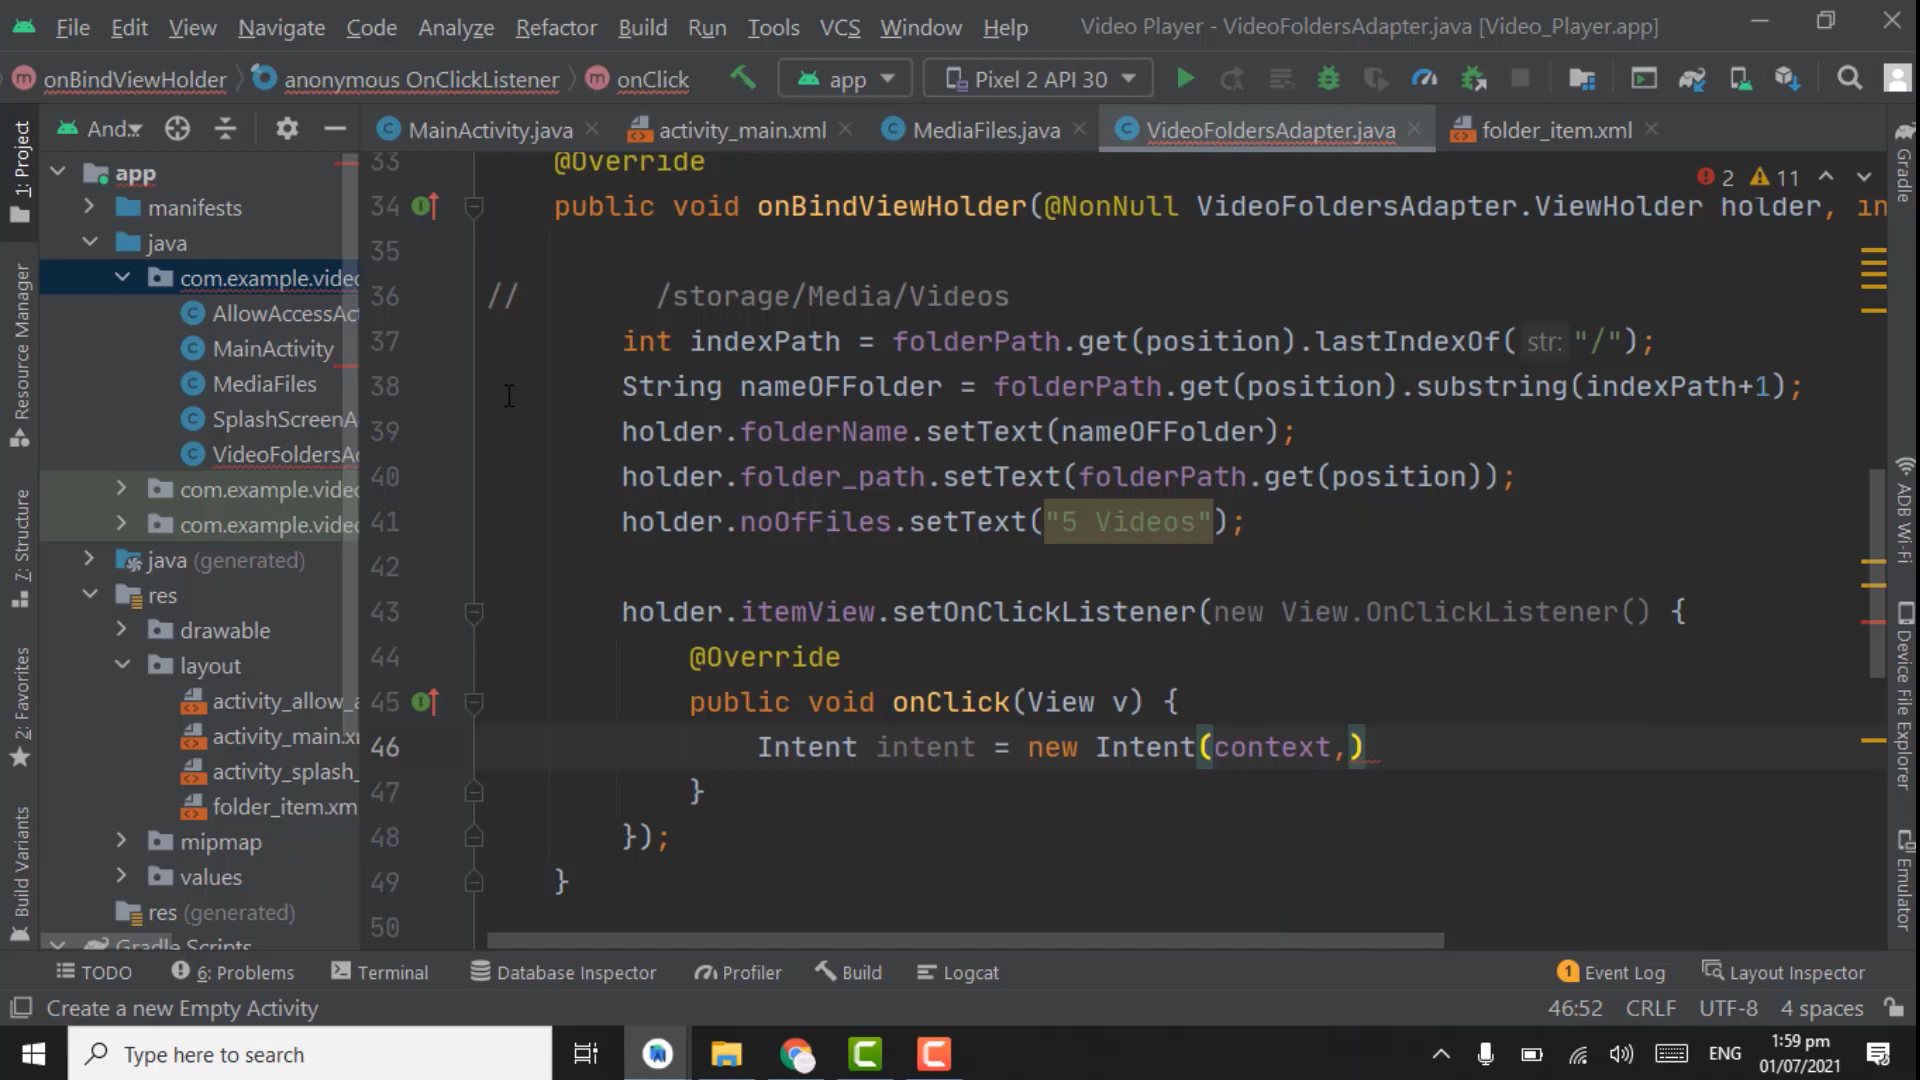 File Edit View Navigate Code Analyze Refactor Build Run Tools VCS Window Help Video Player - VideoFoldersAdapter.java [Video_Player.app]
onBindViewHolder anonymous OnClickListener onClick app Pixel 2 API 30
And MainActivity.java activity_main.xml MediaFiles.java VideoFoldersAdapter.java folder_item.xml
1: Project
Resource Manager
7: Structure
2: Favorites
Build Variants
app
manifests
java
com.example.videc
AllowAccessAct
MainActivity
MediaFiles
SplashScreenA
VideoFoldersAc
com.example.videc
com.example.videc
java (generated)
res
drawable
layout
activity_allow_a
activity_main.xr
activity_splash_
folder_item.xm
mipmap
values
res (generated)
Gradle Scripts
2 11
33 @Override
34 public void onBindViewHolder(@NonNull VideoFoldersAdapter.ViewHolder holder, in
35
36 // /storage/Media/Videos
37 int indexPath = folderPath.get(position).lastIndexOf( str: "/");
38 String nameOFFolder = folderPath.get(position).substring(indexPath+1);
39 holder.folderName.setText(nameOFFolder);
40 holder.folder_path.setText(folderPath.get(position));
41 holder.noOfFiles.setText("5 Videos");
42
43 holder.itemView.setOnClickListener(new View.OnClickListener() {
44 @Override
45 public void onClick(View v) {
46 Intent intent = new Intent(context,)
47 }
48 });
49 }
50
Gradle
ADB Wi-Fi
Device File Explorer
Emulator
TODO 6: Problems Terminal Database Inspector Profiler Build Logcat 1 Event Log Layout Inspector
Create a new Empty Activity 46:52 CRLF UTF-8 4 spaces
Type here to search ENG 1:59 pm
01/07/2021